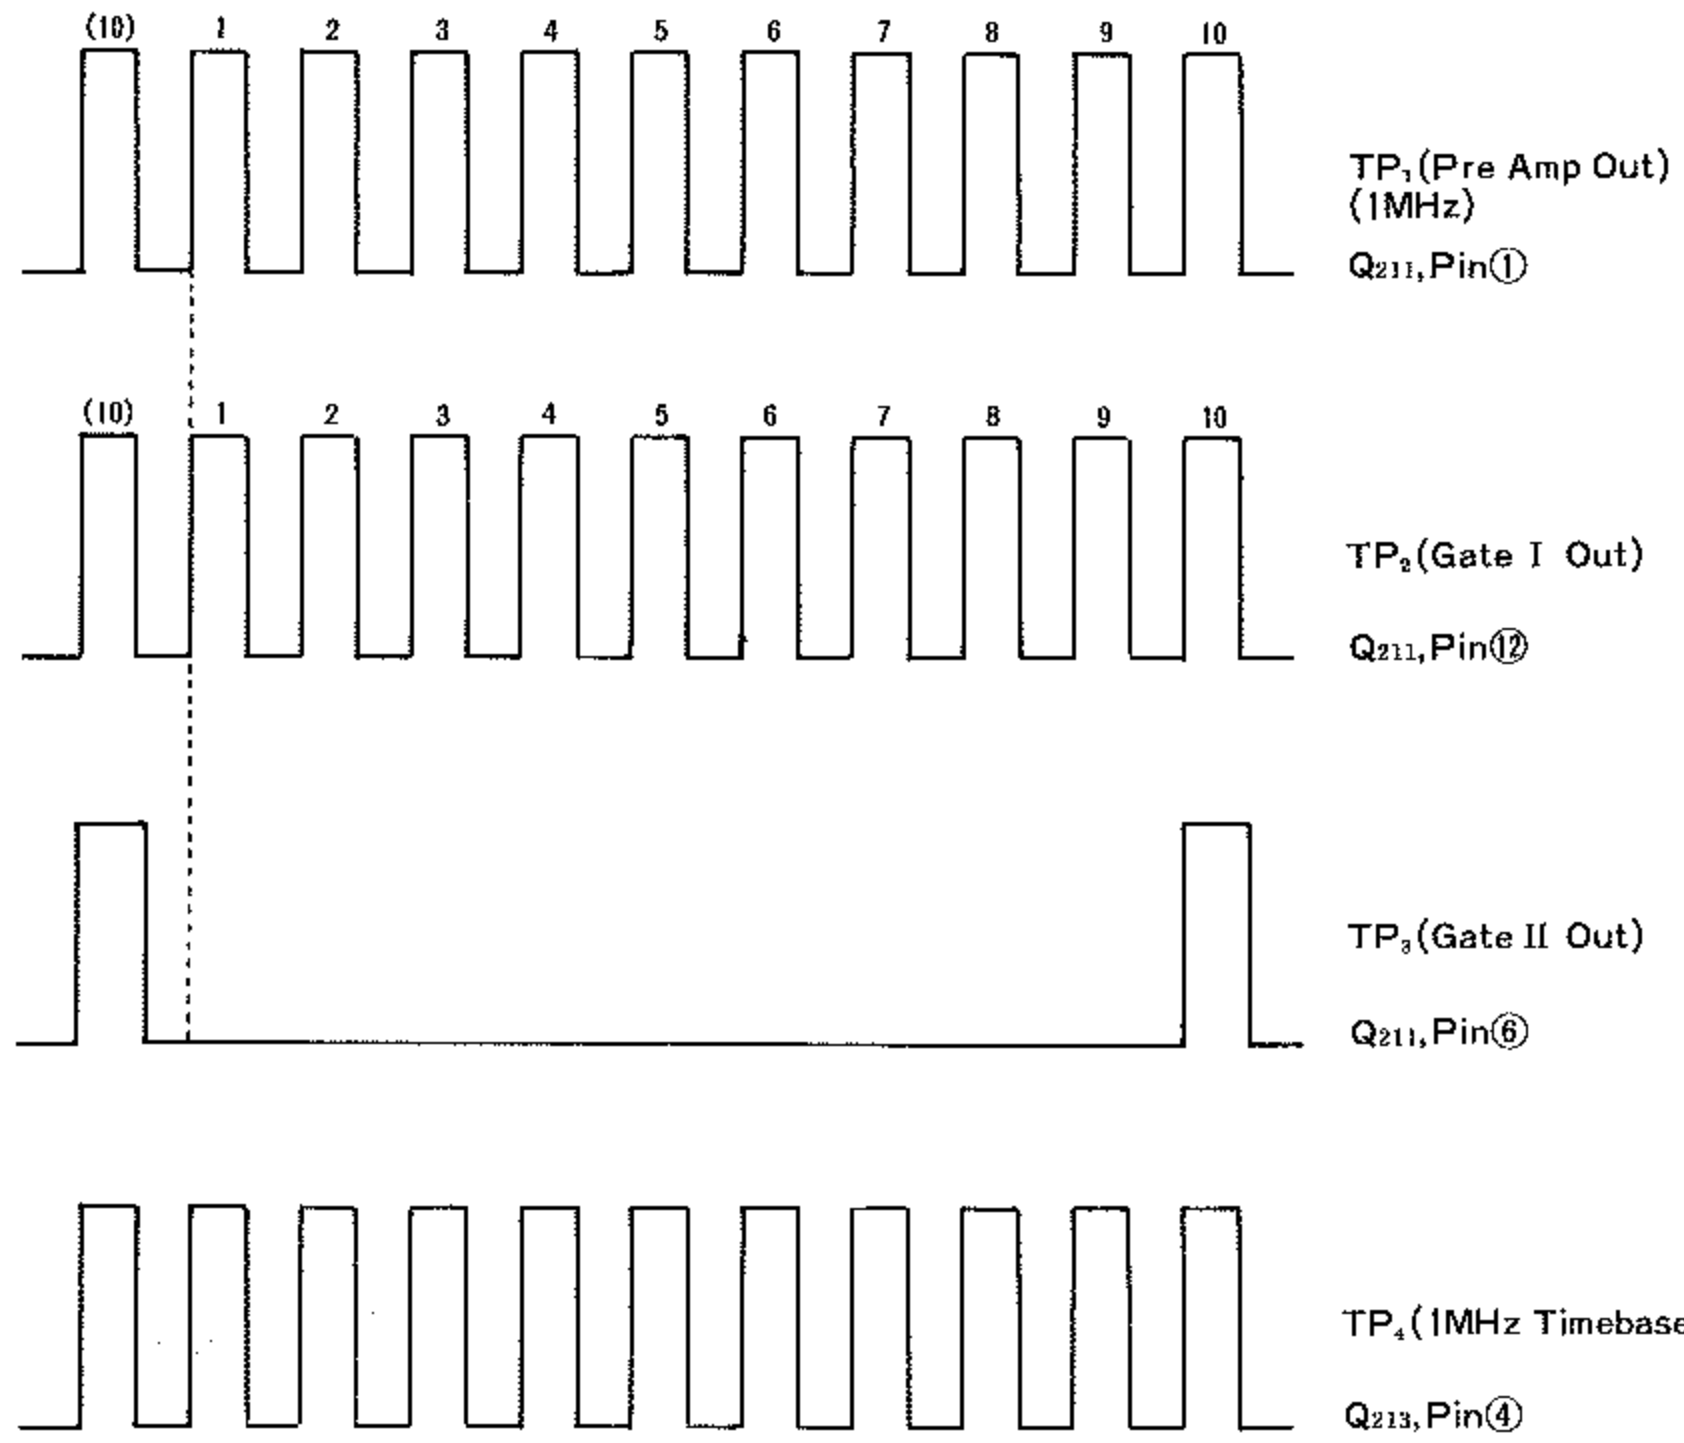 (10) 1 2 3 4 5 6 7 8 9 10
TP₁(Pre Amp Out)
(1MHz)
Q₂₁₁,Pin①
(10) 1 2 3 4 5 6 7 8 9 10
TP₂(Gate I Out)
Q₂₁₁,Pin⑫
TP₃(Gate II Out)
Q₂₁₁,Pin⑥
TP₄(1MHz Timebase
Q₂₁₃,Pin④